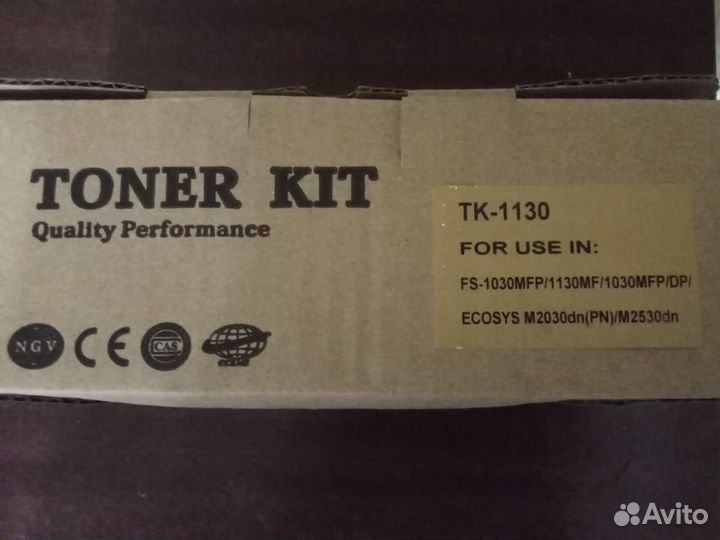 TONER KIT
Quality Performance
TK-1130
FOR USE IN:
FS-1030MFP/1130MF/1030MFP/DP/
ECOSYS M2030dn(PN)/M2530dn
NGV
CE
CAS
Avito